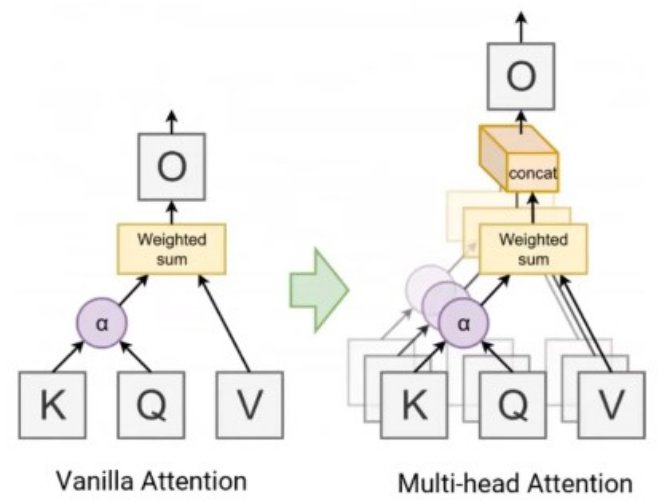 O
Weighted
sum
α
K Q V
Vanilla Attention
O
concat
Weighted
sum
α
K Q V
Multi-head Attention